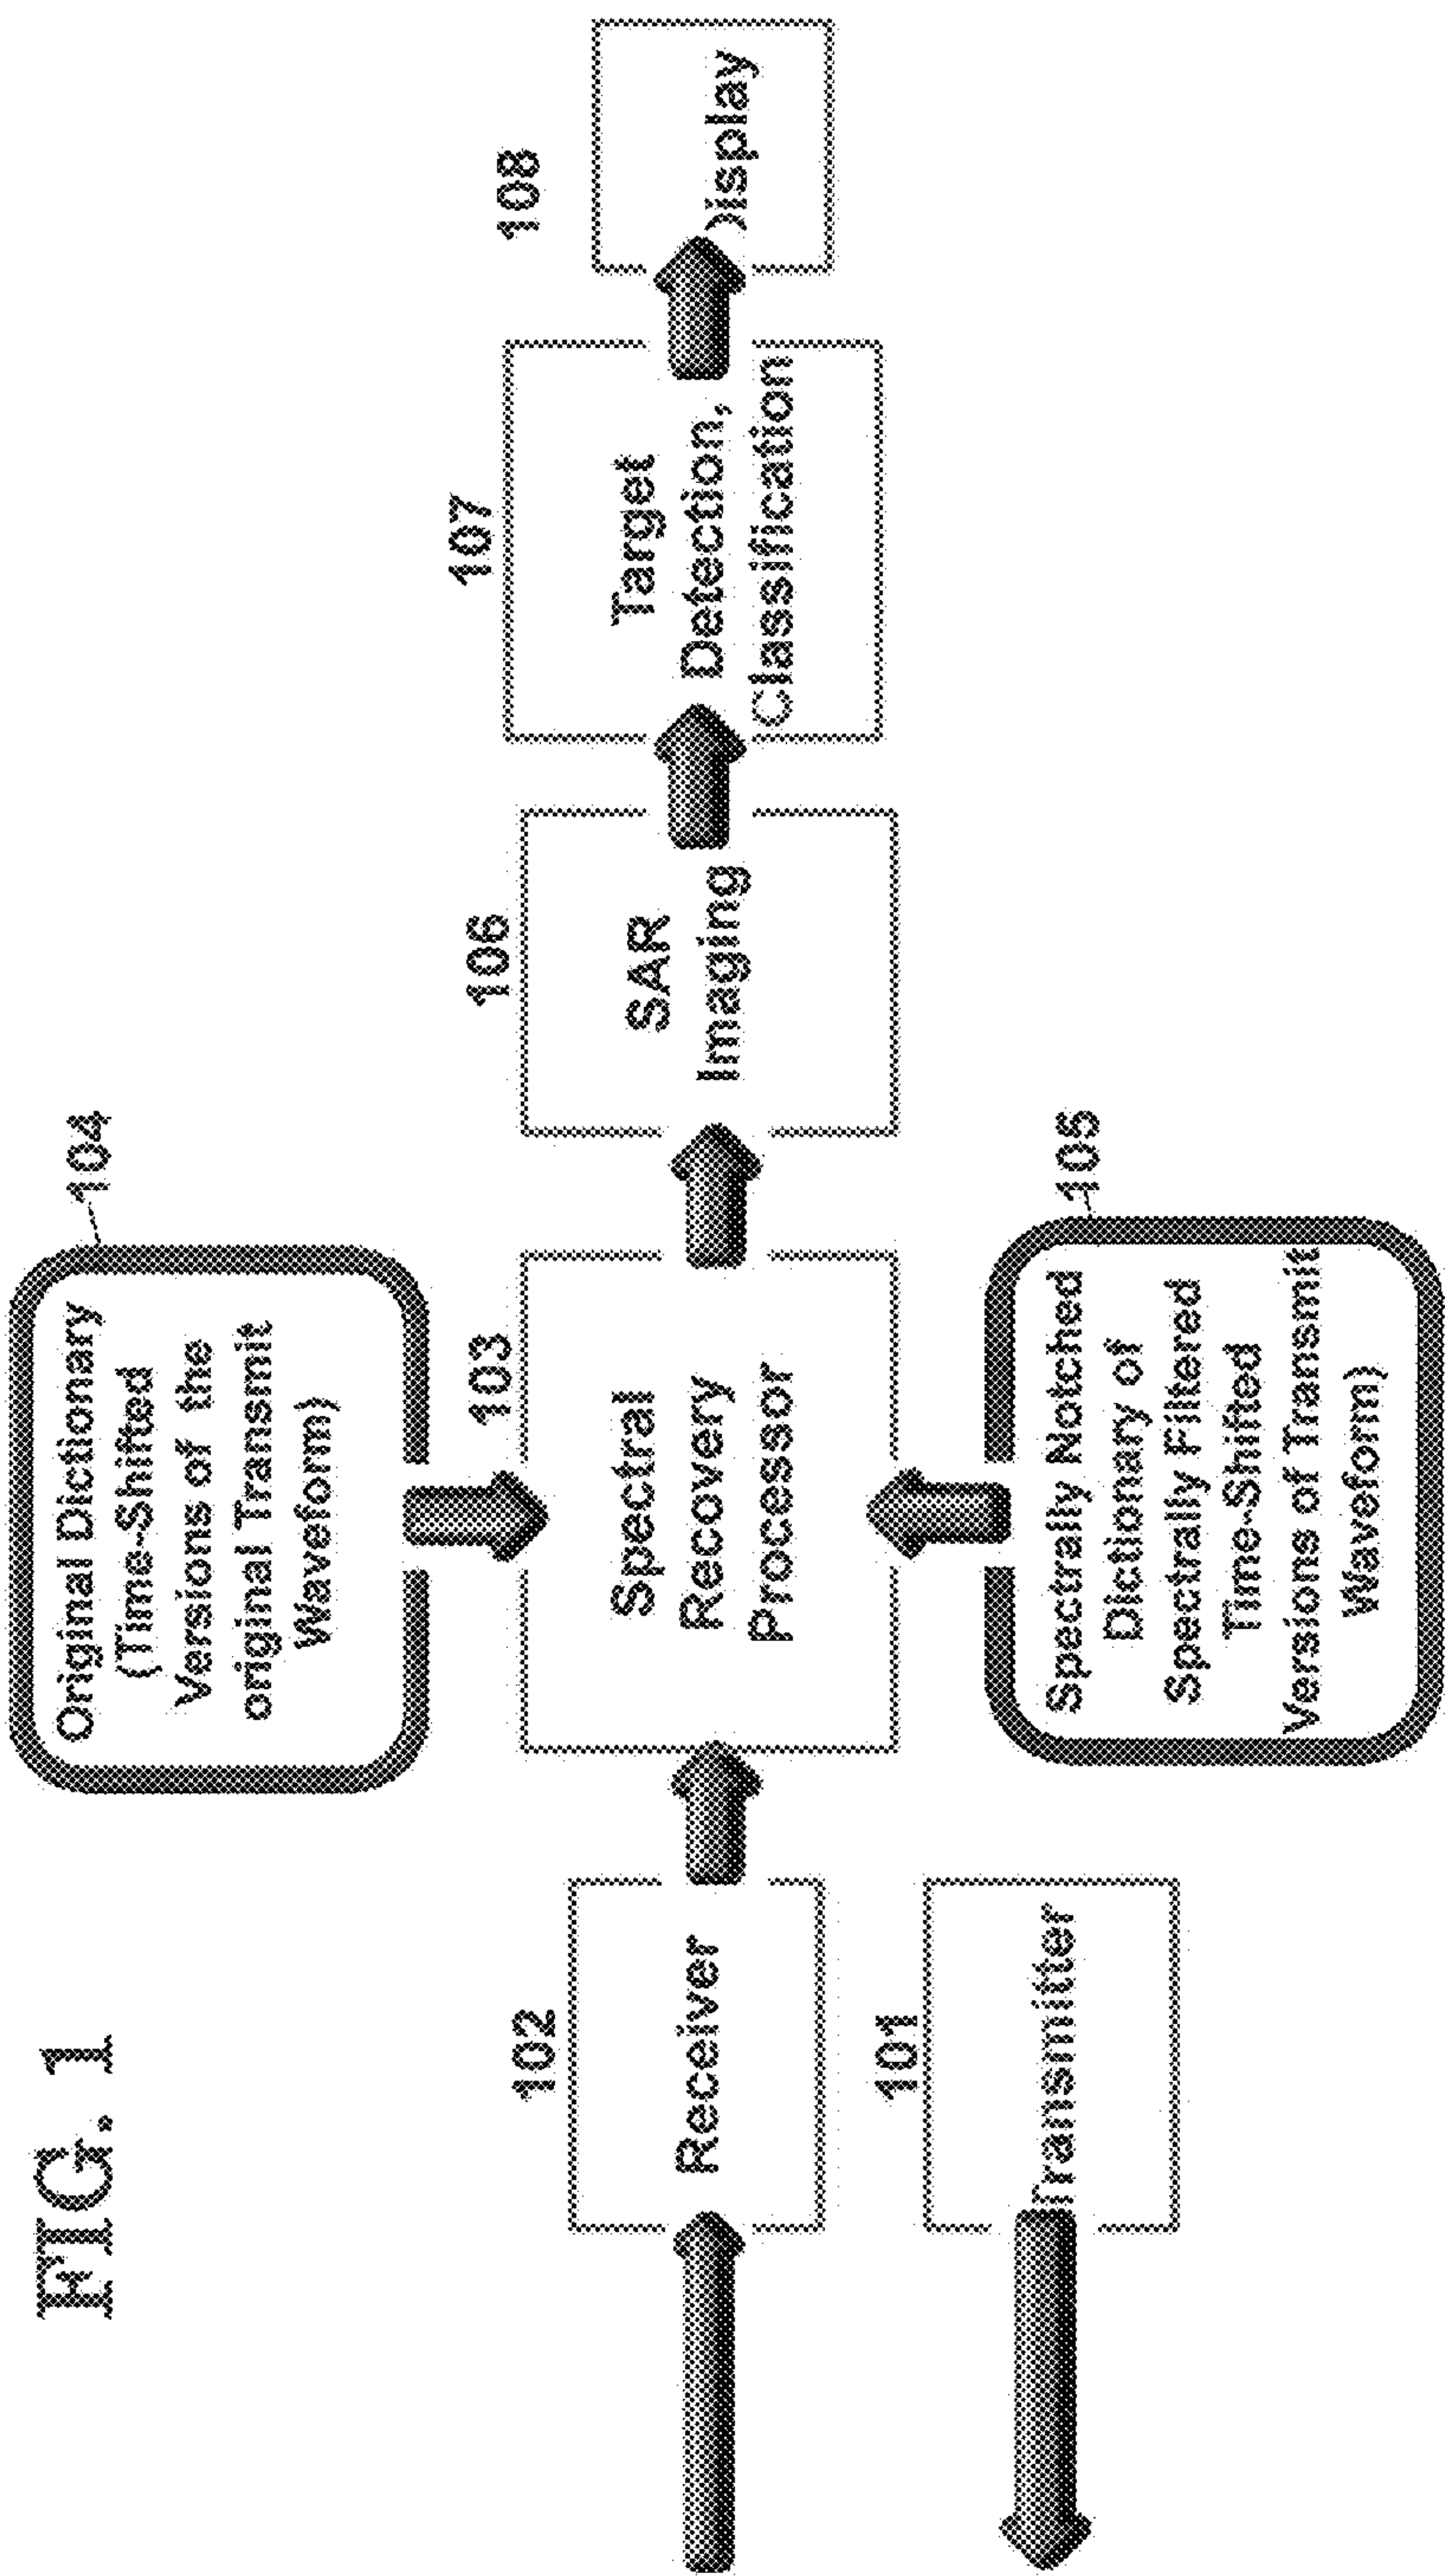 FIG. 1
104
Original Dictionary
(Time-Shifted
Versions of the
original Transmit
Waveform)
102
Receiver
103
Spectral
Recovery
Processor
106
SAR
Imaging
107
Target
Detection,
Classification
108
Display
101
Transmitter
105
Spectrally Notched
Dictionary of
Spectrally Filtered
Time-Shifted
Versions of Transmit
Waveform)